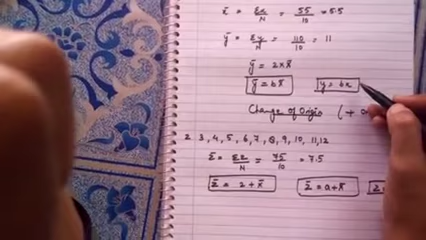 x̄ = Σx/N = 55/10 = 5.5
ȳ = Σy/N = 110/10 = 11
ȳ = 2×x̄
ȳ = bx̄ y = bx
Change of Origin (+
2 3, 4, 5, 6, 7, 8, 9, 10, 11, 12
z̄ = Σz/N = 75/10 = 7.5
z̄ = 2 + x̄ z̄ = a + x̄